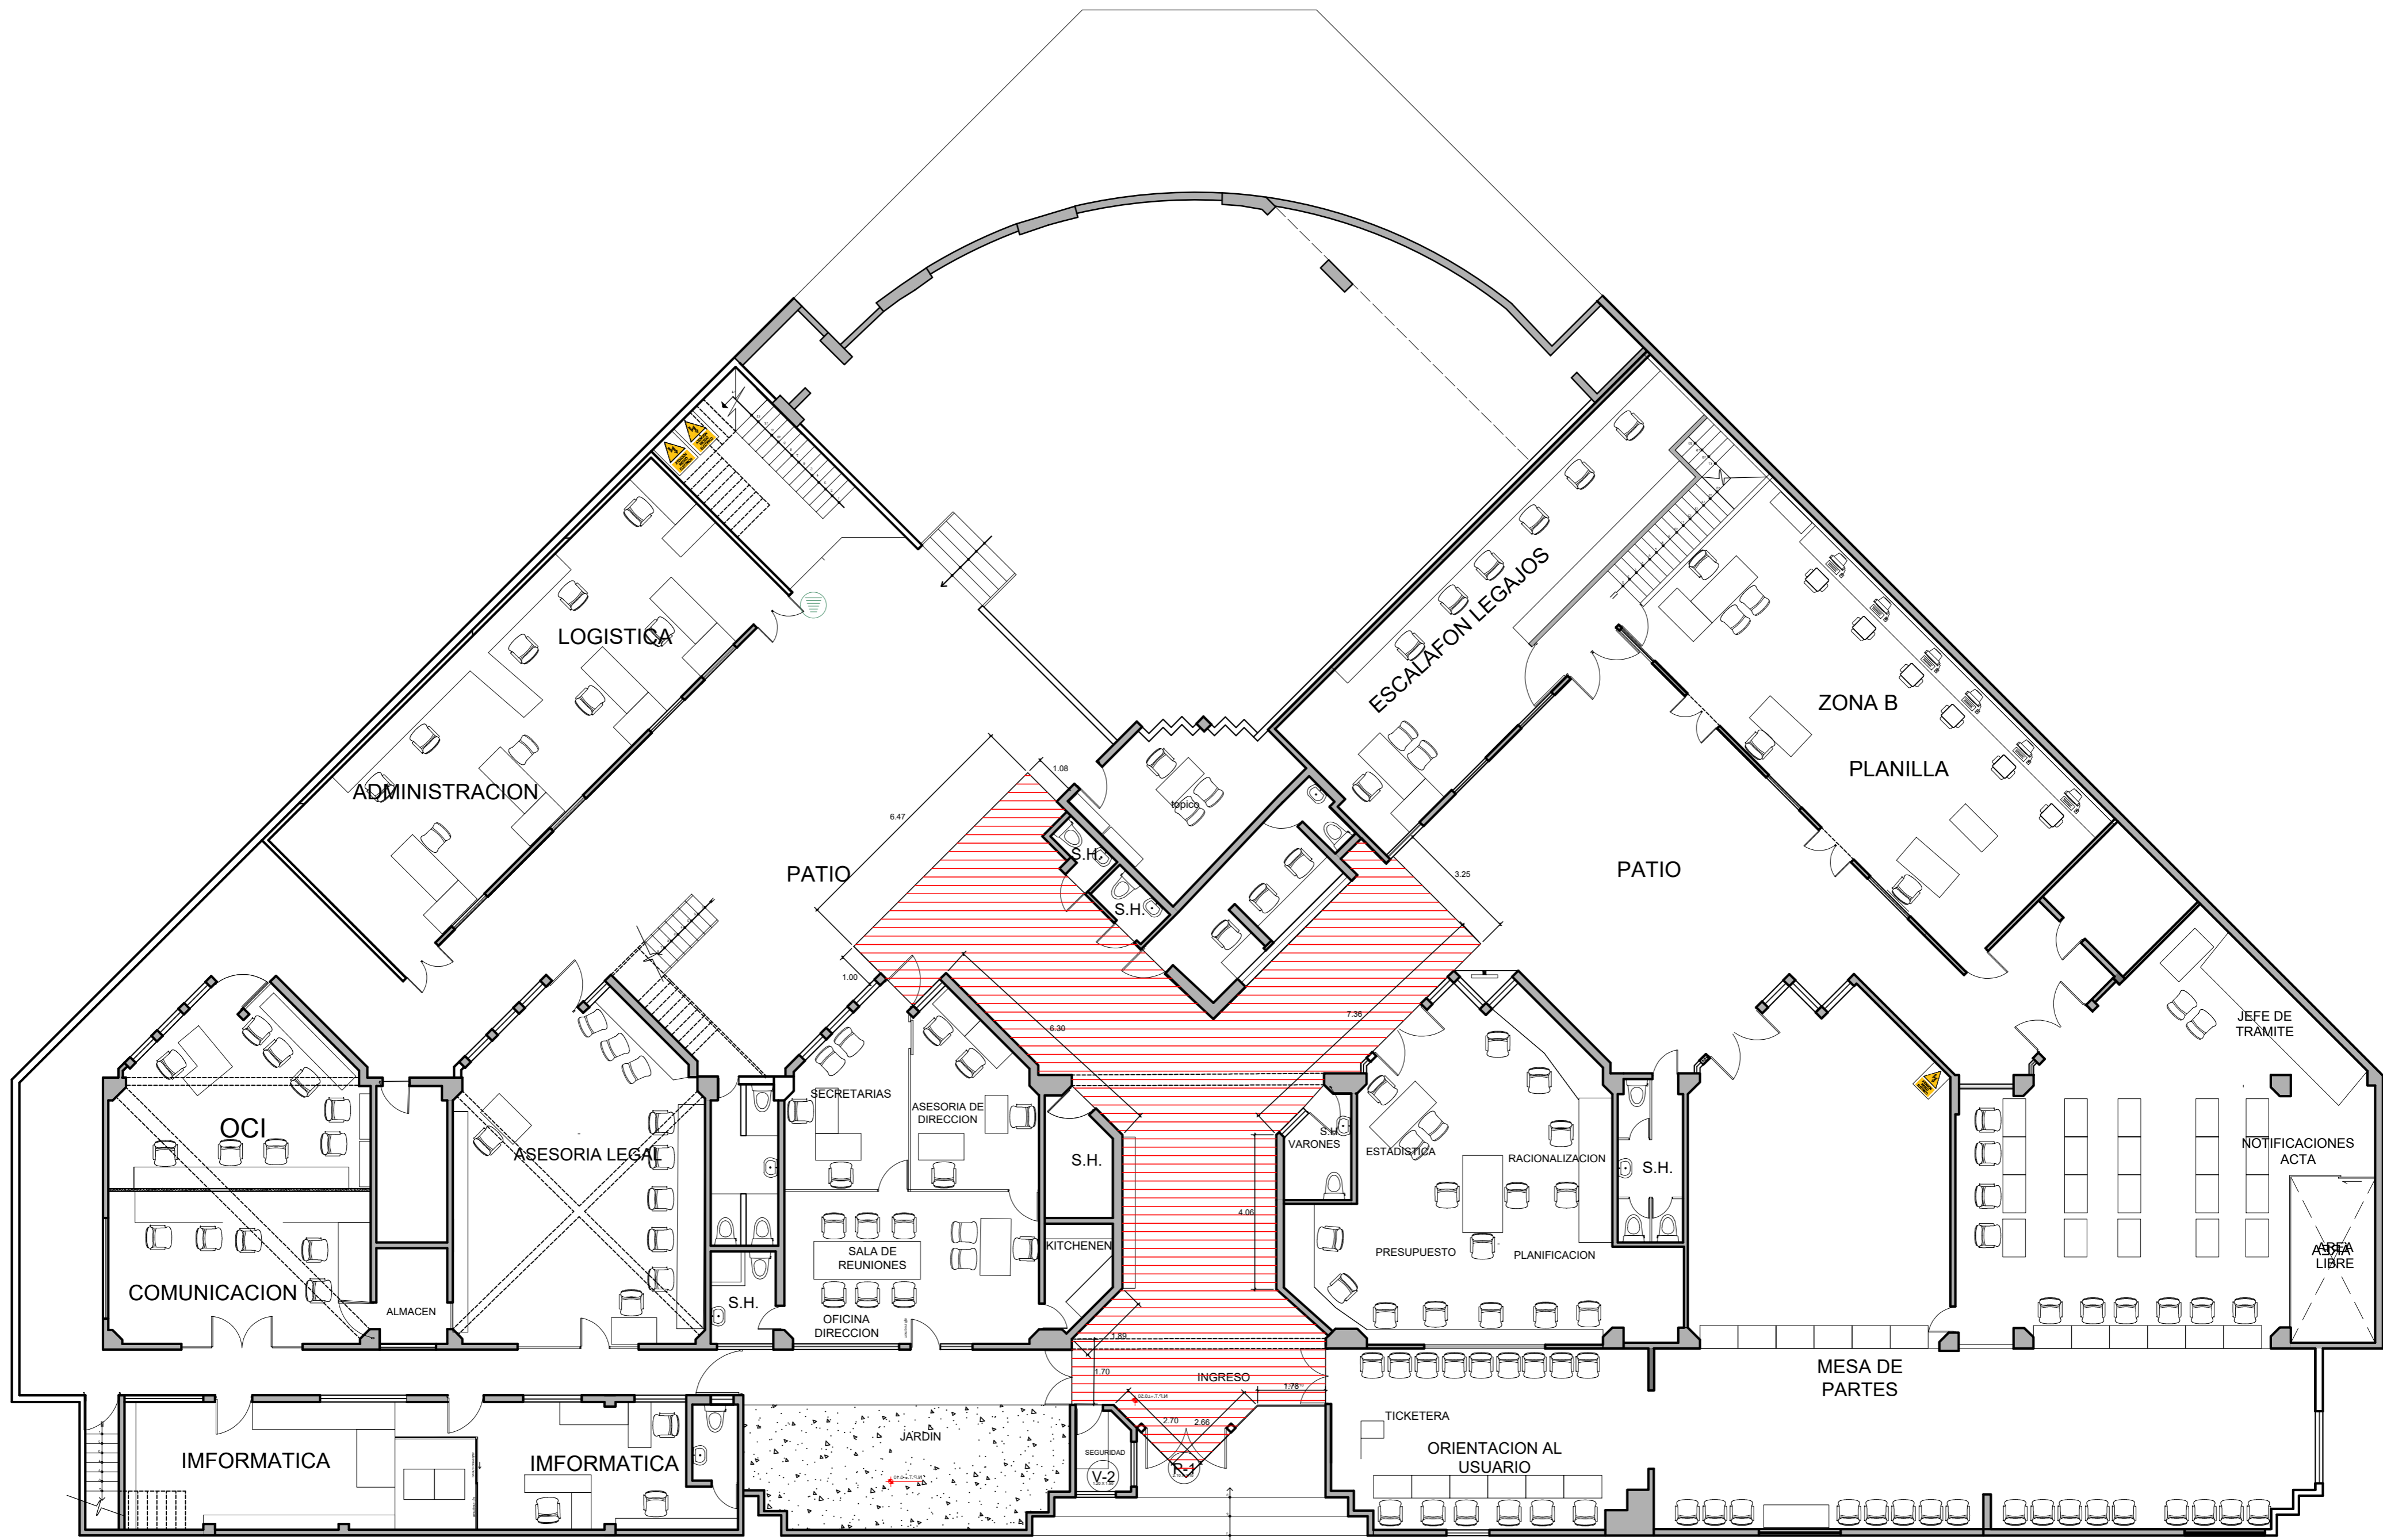 LOGISTICA
ESCALAFON LEGAJOS
ZONA B
PLANILLA
ADMINISTRACION
1.08
topico
6.47
S.H.
S.H.
PATIO
3.25
PATIO
1.00
6.30
7.36
JEFE DE
TRAMITE
SECRETARIAS
ASESORIA DE
DIRECCION
OCI
ASESORIA LEGAL
S.H.
S.H
VARONES
ESTADISTICA
RACIONALIZACION
S.H.
NOTIFICACIONES
ACTA
4.06
SALA DE
REUNIONES
KITCHENEN
PRESUPUESTO
PLANIFICACION
AREA
LIBRE
COMUNICACION
ALMACEN
S.H.
OFICINA
DIRECCION
1.89
1.70
INGRESO
1.78
MESA DE
PARTES
TICKETERA
2.70
2.66
JARDIN
SEGURIDAD
ORIENTACION AL
USUARIO
IMFORMATICA
IMFORMATICA
V-2
P-1